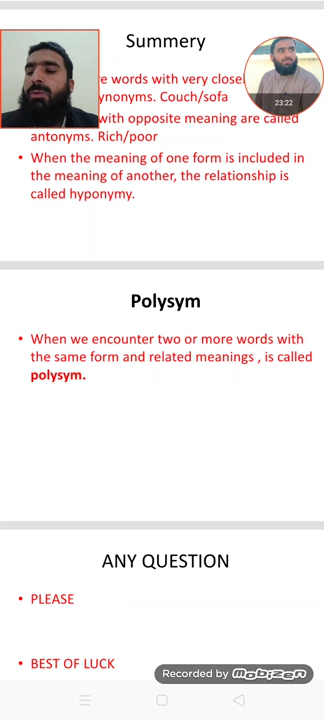 Summery
re words with very closel
ynonyms. Couch/sofa
with opposite meaning are called
antonyms. Rich/poor
• When the meaning of one form is included in
the meaning of another, the relationship is
called hyponymy.
23:22
Polysym
• When we encounter two or more words with
the same form and related meanings , is called
polysym.
ANY QUESTION
• PLEASE
• BEST OF LUCK
Recorded by mobizen